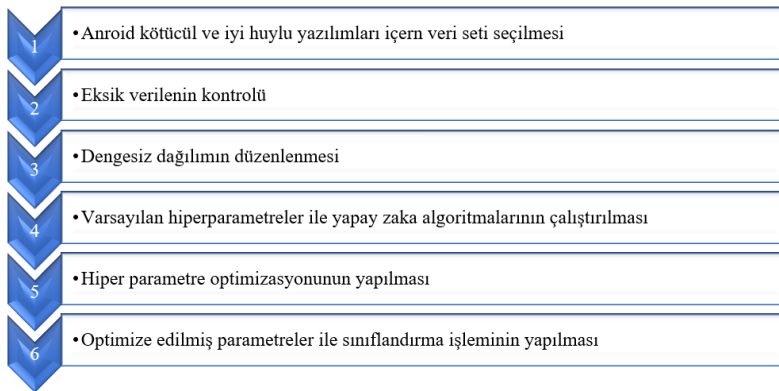 1
•Anroid kötücül ve iyi huylu yazılımları içern veri seti seçilmesi
2
•Eksik verilenin kontrolü
3
•Dengesiz dağılımın düzenlenmesi
4
•Varsayılan hiperparametreler ile yapay zaka algoritmalarının çalıştırılması
5
•Hiper parametre optimizasyonunun yapılması
6
•Optimize edilmiş parametreler ile sınıflandırma işleminin yapılması